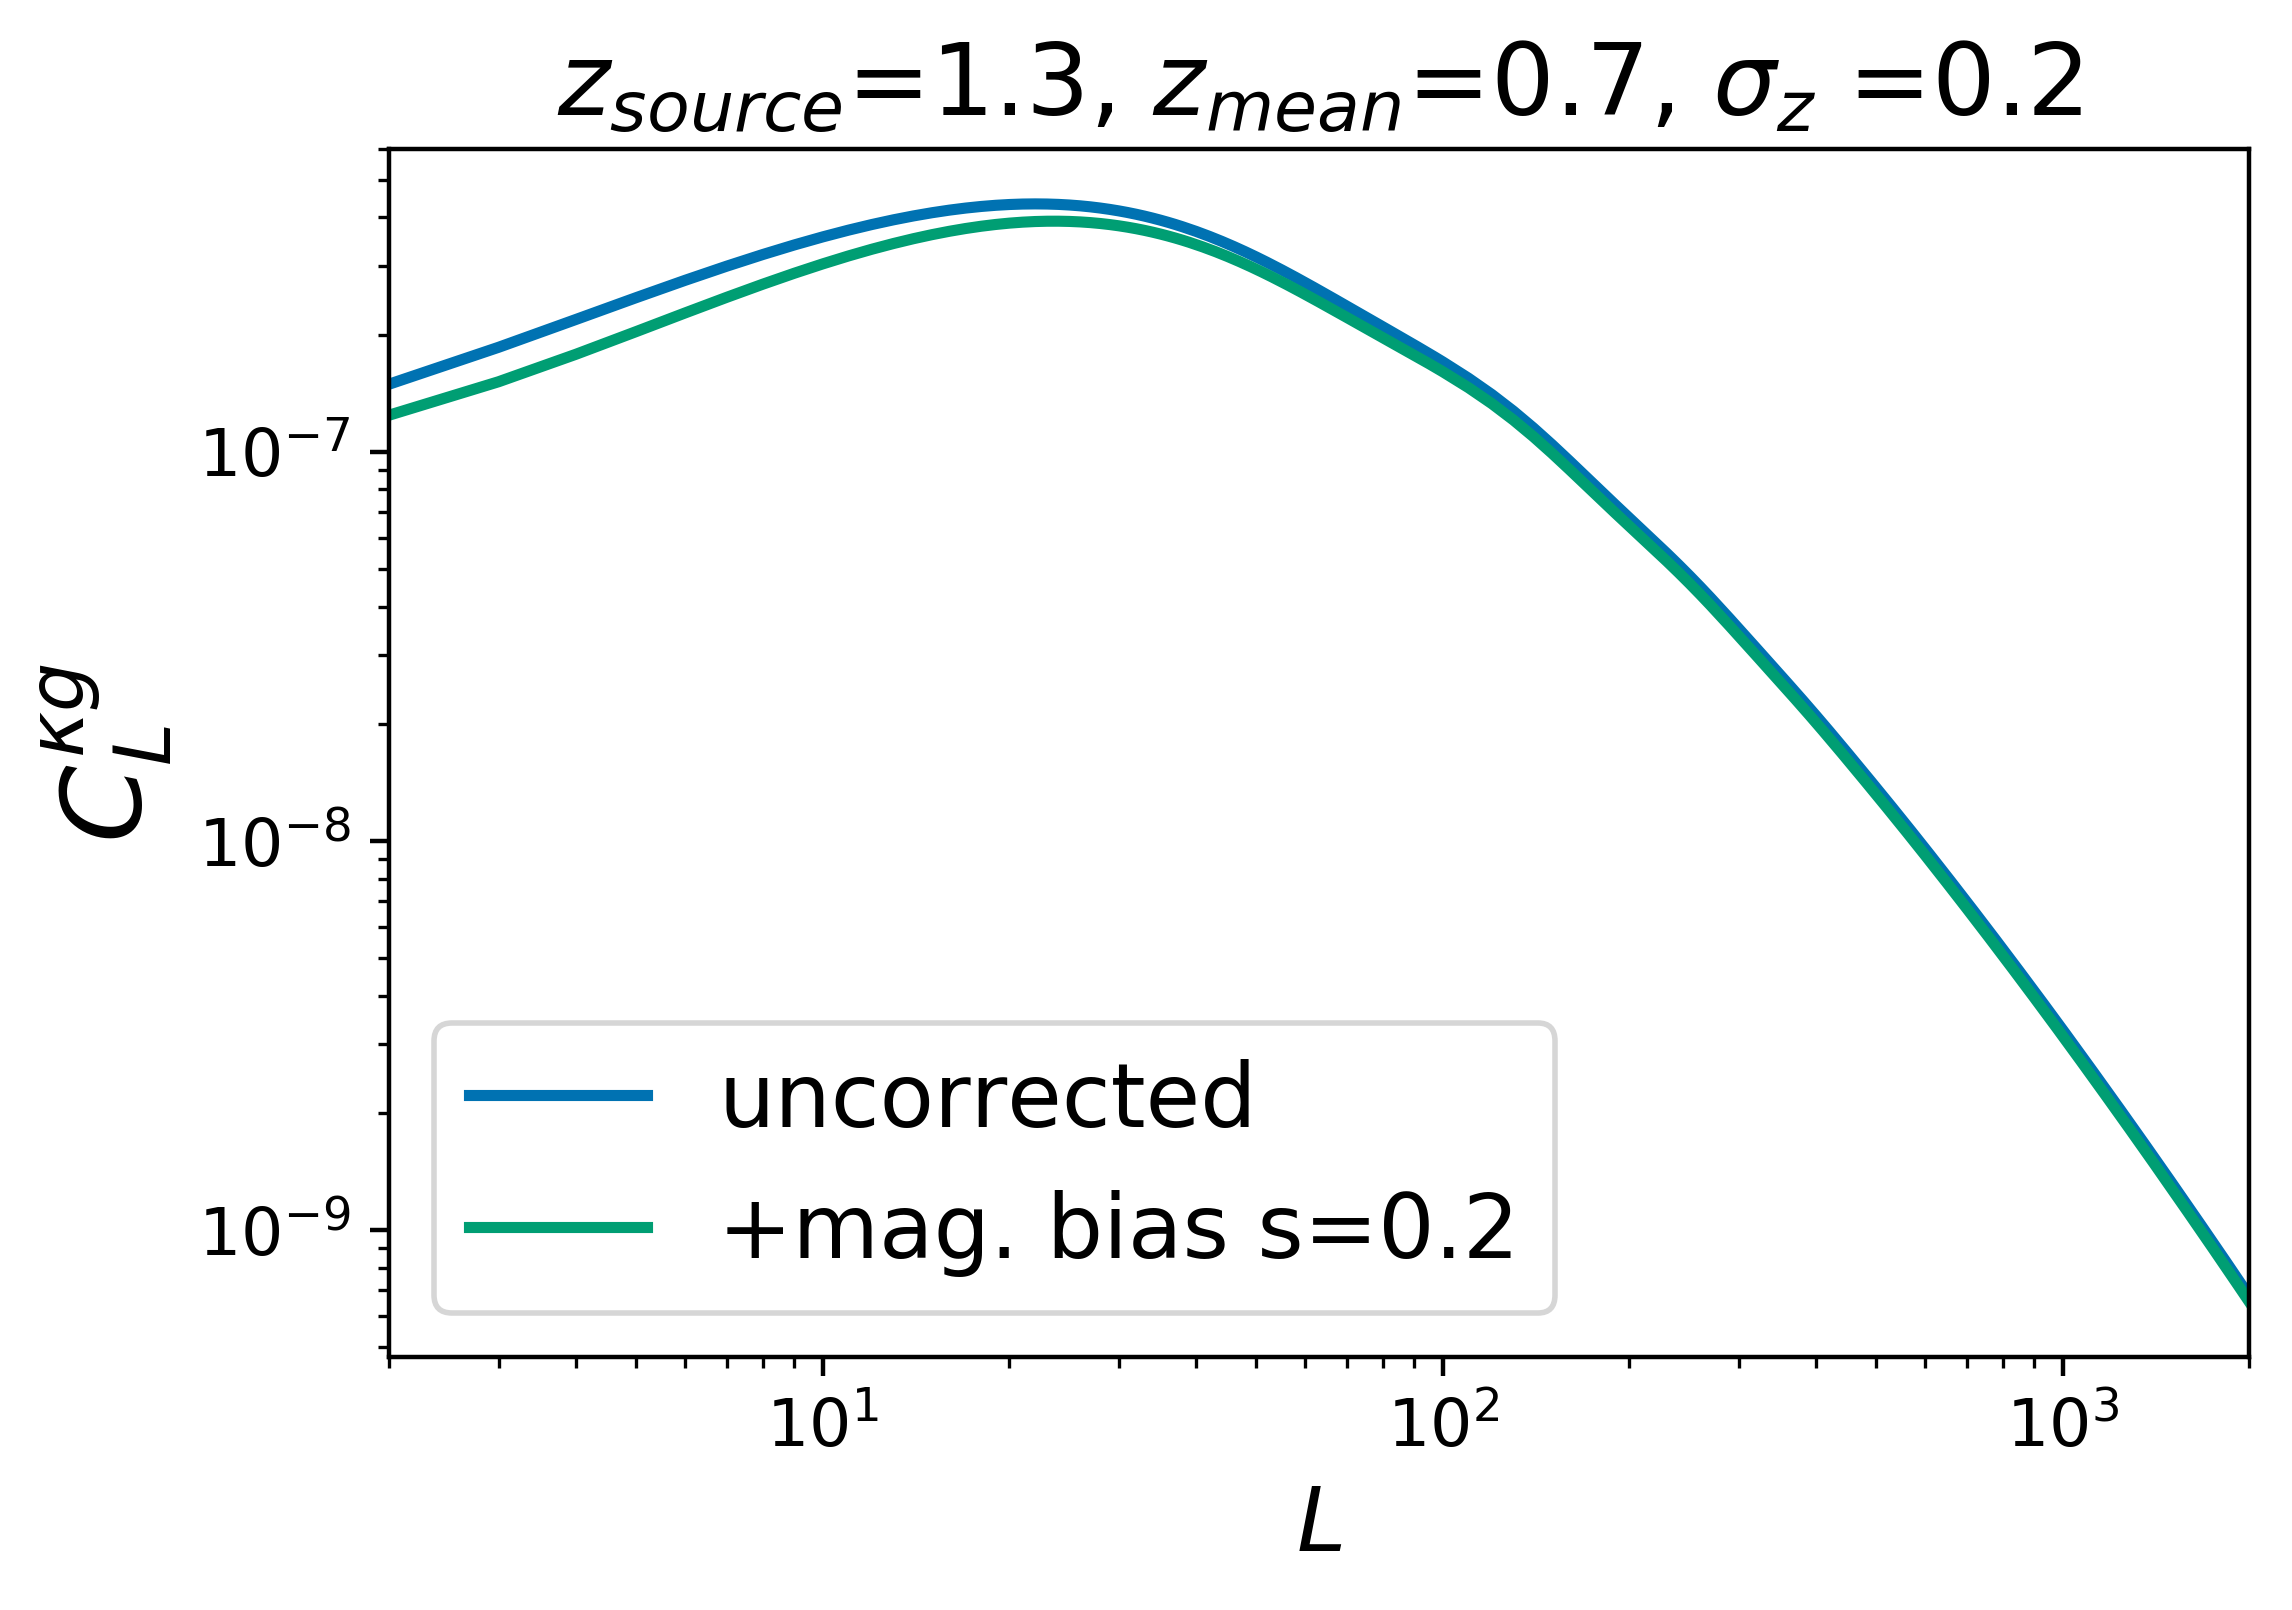 z_source=1.3, z_mean=0.7, σ_z =0.2
C_L^κg
10^−7
10^−8
10^−9
uncorrected
+mag. bias s=0.2
10^1
10^2
10^3
L